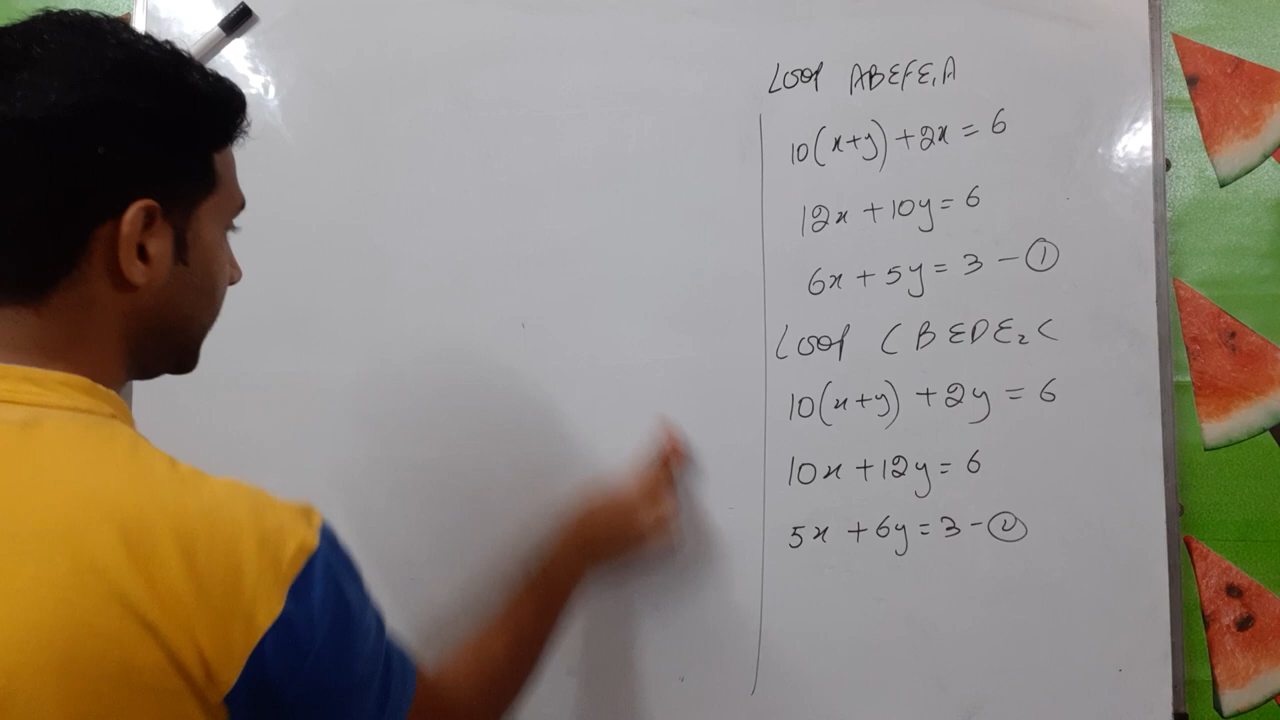 Loop ABEFE₁A
10(x+y) +2x = 6
12x +10y = 6
6x + 5y = 3 - ①
Loop CBEDE₂C
10(x+y) +2y = 6
10x +12y = 6
5x +6y = 3 - ②